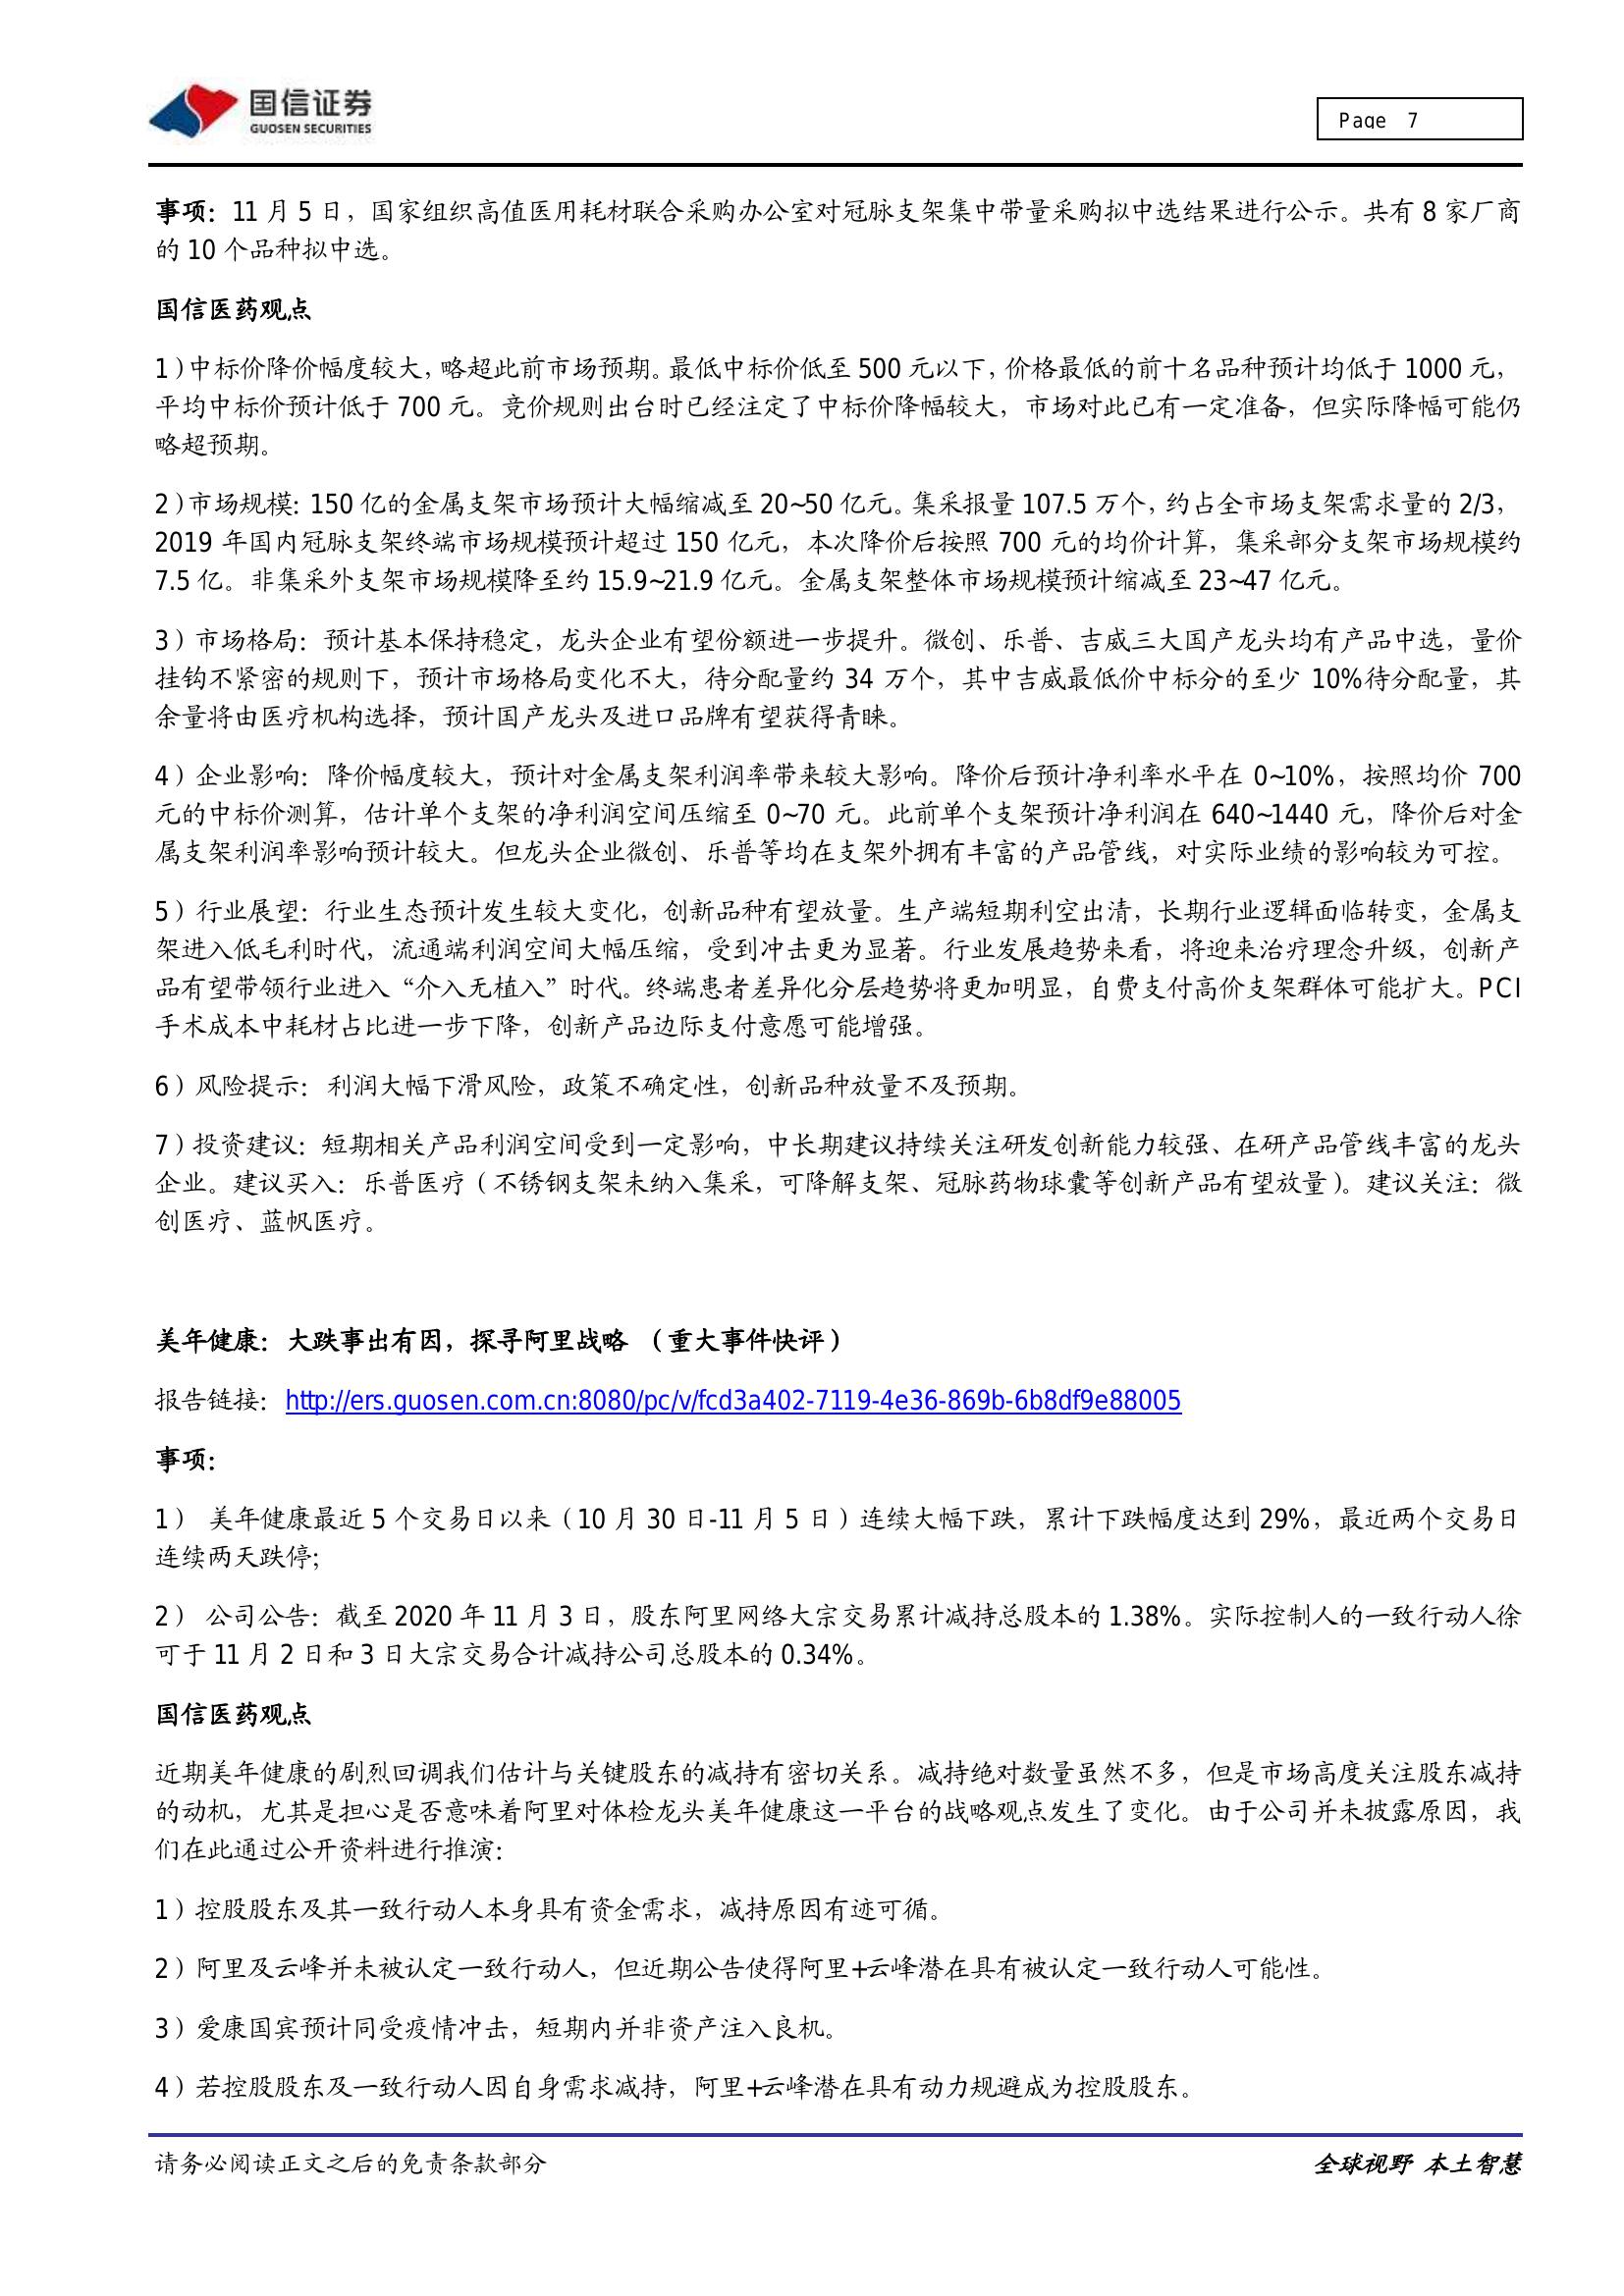 国信证券
GUOSEN SECURITIES
Page 7
事项：11 月 5 日，国家组织高值医用耗材联合采购办公室对冠脉支架集中带量采购拟中选结果进行公示。共有 8 家厂商
的 10 个品种拟中选。
国信医药观点
1）中标价降价幅度较大，略超此前市场预期。最低中标价低至 500 元以下，价格最低的前十名品种预计均低于 1000 元，
平均中标价预计低于 700 元。竞价规则出台时已经注定了中标价降幅较大，市场对此已有一定准备，但实际降幅可能仍
略超预期。
2）市场规模：150 亿的金属支架市场预计大幅缩减至 20~50 亿元。集采报量 107.5 万个，约占全市场支架需求量的 2/3，
2019 年国内冠脉支架终端市场规模预计超过 150 亿元，本次降价后按照 700 元的均价计算，集采部分支架市场规模约
7.5 亿。非集采外支架市场规模降至约 15.9~21.9 亿元。金属支架整体市场规模预计缩减至 23~47 亿元。
3）市场格局：预计基本保持稳定，龙头企业有望份额进一步提升。微创、乐普、吉威三大国产龙头均有产品中选，量价
挂钩不紧密的规则下，预计市场格局变化不大，待分配量约 34 万个，其中吉威最低价中标分的至少 10%待分配量，其
余量将由医疗机构选择，预计国产龙头及进口品牌有望获得青睐。
4）企业影响：降价幅度较大，预计对金属支架利润率带来较大影响。降价后预计净利率水平在 0~10%，按照均价 700
元的中标价测算，估计单个支架的净利润空间压缩至 0~70 元。此前单个支架预计净利润在 640~1440 元，降价后对金
属支架利润率影响预计较大。但龙头企业微创、乐普等均在支架外拥有丰富的产品管线，对实际业绩的影响较为可控。
5）行业展望：行业生态预计发生较大变化，创新品种有望放量。生产端短期利空出清，长期行业逻辑面临转变，金属支
架进入低毛利时代，流通端利润空间大幅压缩，受到冲击更为显著。行业发展趋势来看，将迎来治疗理念升级，创新产
品有望带领行业进入“介入无植入”时代。终端患者差异化分层趋势将更加明显，自费支付高价支架群体可能扩大。PCI
手术成本中耗材占比进一步下降，创新产品边际支付意愿可能增强。
6）风险提示：利润大幅下滑风险，政策不确定性，创新品种放量不及预期。
7）投资建议：短期相关产品利润空间受到一定影响，中长期建议持续关注研发创新能力较强、在研产品管线丰富的龙头
企业。建议买入：乐普医疗（不锈钢支架未纳入集采，可降解支架、冠脉药物球囊等创新产品有望放量）。建议关注：微
创医疗、蓝帆医疗。
美年健康：大跌事出有因，探寻阿里战略 （重大事件快评）
报告链接：http://ers.guosen.com.cn:8080/pc/v/fcd3a402-7119-4e36-869b-6b8df9e88005
事项：
1） 美年健康最近 5 个交易日以来（10 月 30 日-11 月 5 日）连续大幅下跌，累计下跌幅度达到 29%，最近两个交易日
连续两天跌停;
2） 公司公告：截至 2020 年 11 月 3 日，股东阿里网络大宗交易累计减持总股本的 1.38%。实际控制人的一致行动人徐
可于 11 月 2 日和 3 日大宗交易合计减持公司总股本的 0.34%。
国信医药观点
近期美年健康的剧烈回调我们估计与关键股东的减持有密切关系。减持绝对数量虽然不多，但是市场高度关注股东减持
的动机，尤其是担心是否意味着阿里对体检龙头美年健康这一平台的战略观点发生了变化。由于公司并未披露原因，我
们在此通过公开资料进行推演：
1）控股股东及其一致行动人本身具有资金需求，减持原因有迹可循。
2）阿里及云峰并未被认定一致行动人，但近期公告使得阿里+云峰潜在具有被认定一致行动人可能性。
3）爱康国宾预计同受疫情冲击，短期内并非资产注入良机。
4）若控股股东及一致行动人因自身需求减持，阿里+云峰潜在具有动力规避成为控股股东。
请务必阅读正文之后的免责条款部分
全球视野 本土智慧